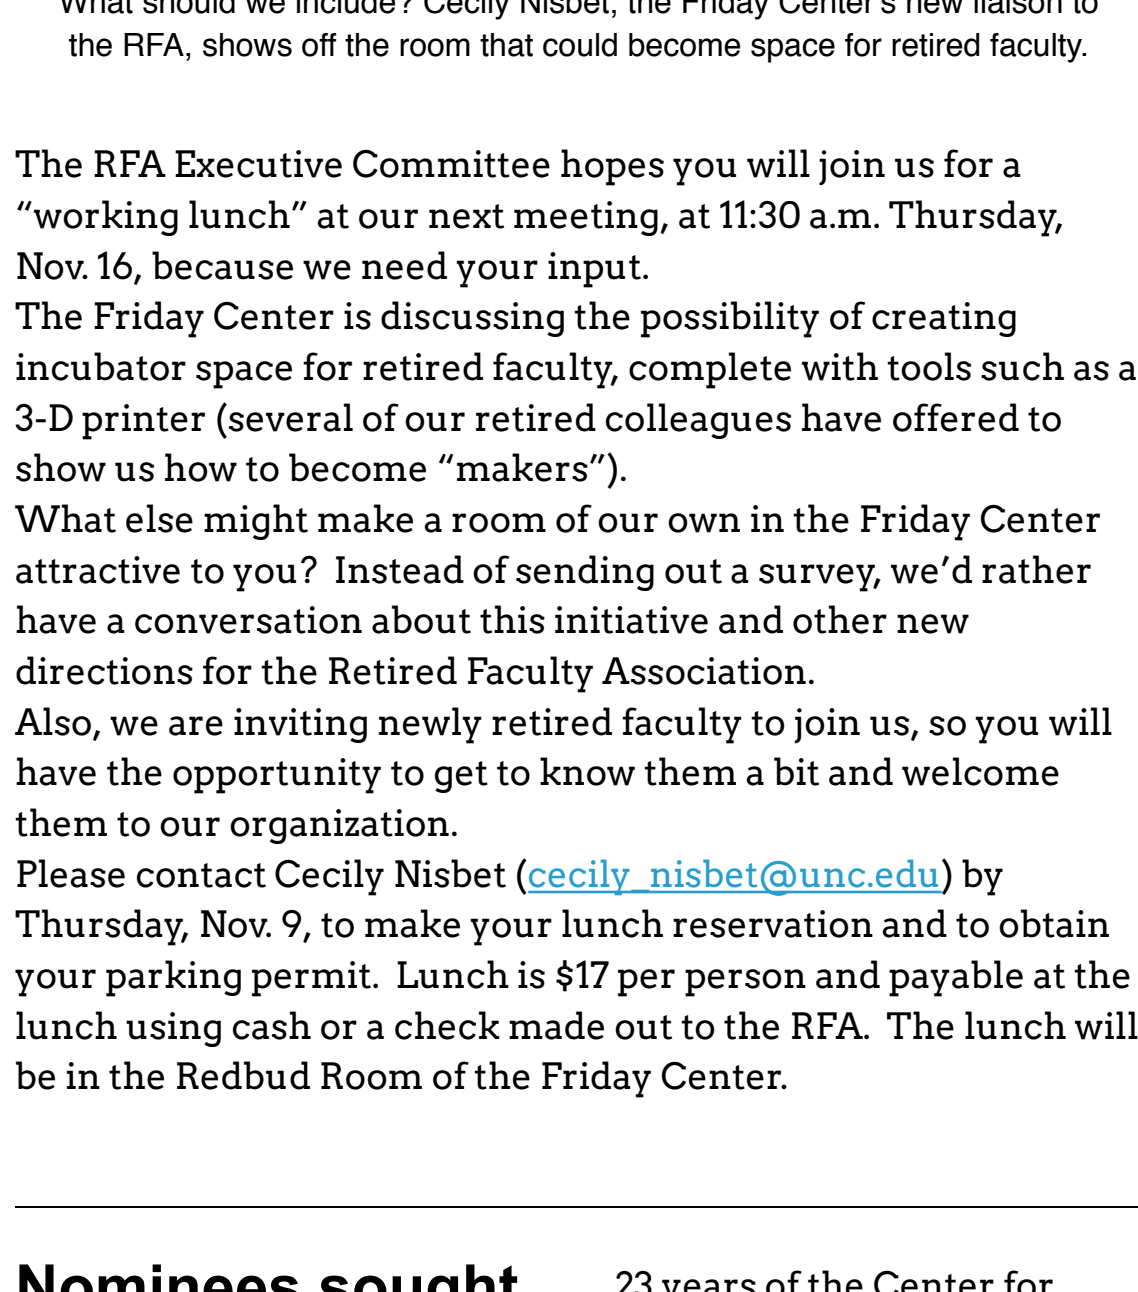 What should we include? Cecily Nisbet, the Friday Center's new liaison to
the RFA, shows off the room that could become space for retired faculty.
The RFA Executive Committee hopes you will join us for a
“working lunch” at our next meeting, at 11:30 a.m. Thursday,
Nov. 16, because we need your input.
The Friday Center is discussing the possibility of creating
incubator space for retired faculty, complete with tools such as a
3-D printer (several of our retired colleagues have offered to
show us how to become “makers”).
What else might make a room of our own in the Friday Center
attractive to you?  Instead of sending out a survey, we’d rather
have a conversation about this initiative and other new
directions for the Retired Faculty Association.
Also, we are inviting newly retired faculty to join us, so you will
have the opportunity to get to know them a bit and welcome
them to our organization.
Please contact Cecily Nisbet (cecily_nisbet@unc.edu) by
Thursday, Nov. 9, to make your lunch reservation and to obtain
your parking permit.  Lunch is $17 per person and payable at the
lunch using cash or a check made out to the RFA.  The lunch will
be in the Redbud Room of the Friday Center.
Nominees sought
23 years of the Center for